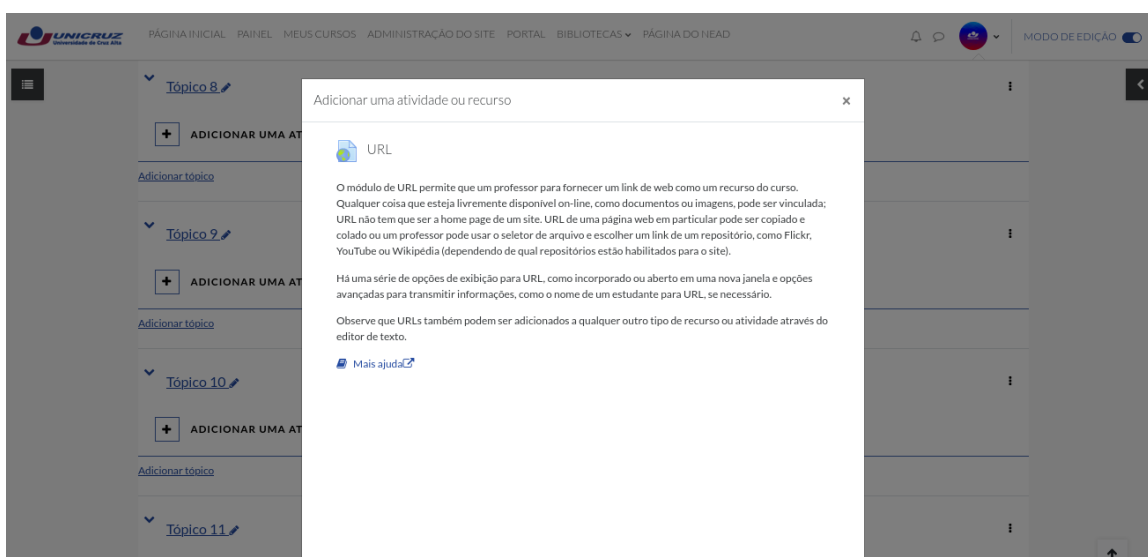 UNICRUZ
Universidade de Cruz Alta
PÁGINA INICIAL PAINEL MEUS CURSOS ADMINISTRAÇÃO DO SITE PORTAL BIBLIOTECAS PÁGINA DO NEAD
MODO DE EDIÇÃO
Tópico 8
ADICIONAR UMA AT
Adicionar tópico
Tópico 9
ADICIONAR UMA AT
Adicionar tópico
Tópico 10
ADICIONAR UMA AT
Adicionar tópico
Tópico 11
Adicionar uma atividade ou recurso
×
URL
O módulo de URL permite que um professor para fornecer um link de web como um recurso do curso.
Qualquer coisa que esteja livremente disponível on-line, como documentos ou imagens, pode ser vinculada;
URL não tem que ser a home page de um site. URL de uma página web em particular pode ser copiado e
colado ou um professor pode usar o seletor de arquivo e escolher um link de um repositório, como Flickr,
YouTube ou Wikipédia (dependendo de qual repositórios estão habilitados para o site).
Há uma série de opções de exibição para URL, como incorporado ou aberto em uma nova janela e opções
avançadas para transmitir informações, como o nome de um estudante para URL, se necessário.
Observe que URLs também podem ser adicionados a qualquer outro tipo de recurso ou atividade através do
editor de texto.
Mais ajuda